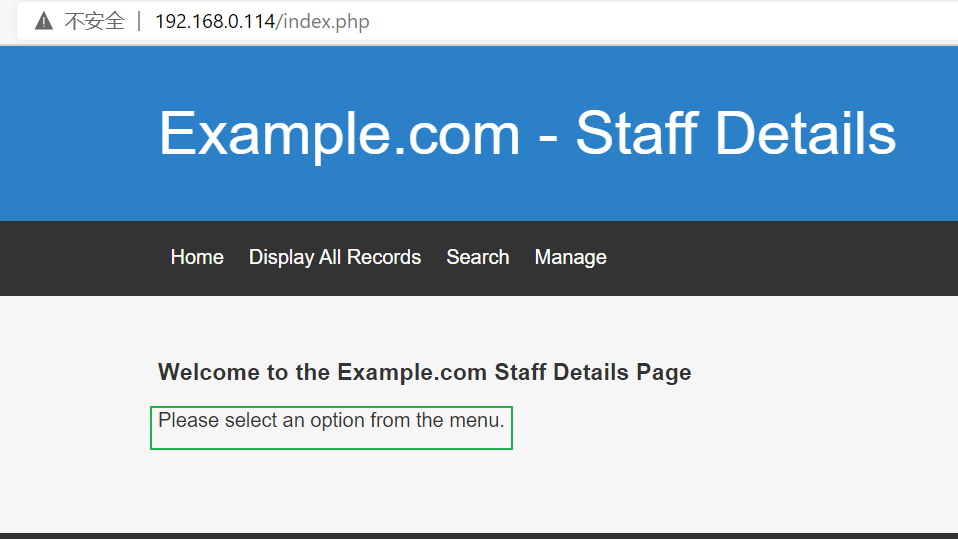 不安全 | 192.168.0.114/index.php
Example.com - Staff Details
Home Display All Records Search Manage
Welcome to the Example.com Staff Details Page
Please select an option from the menu.